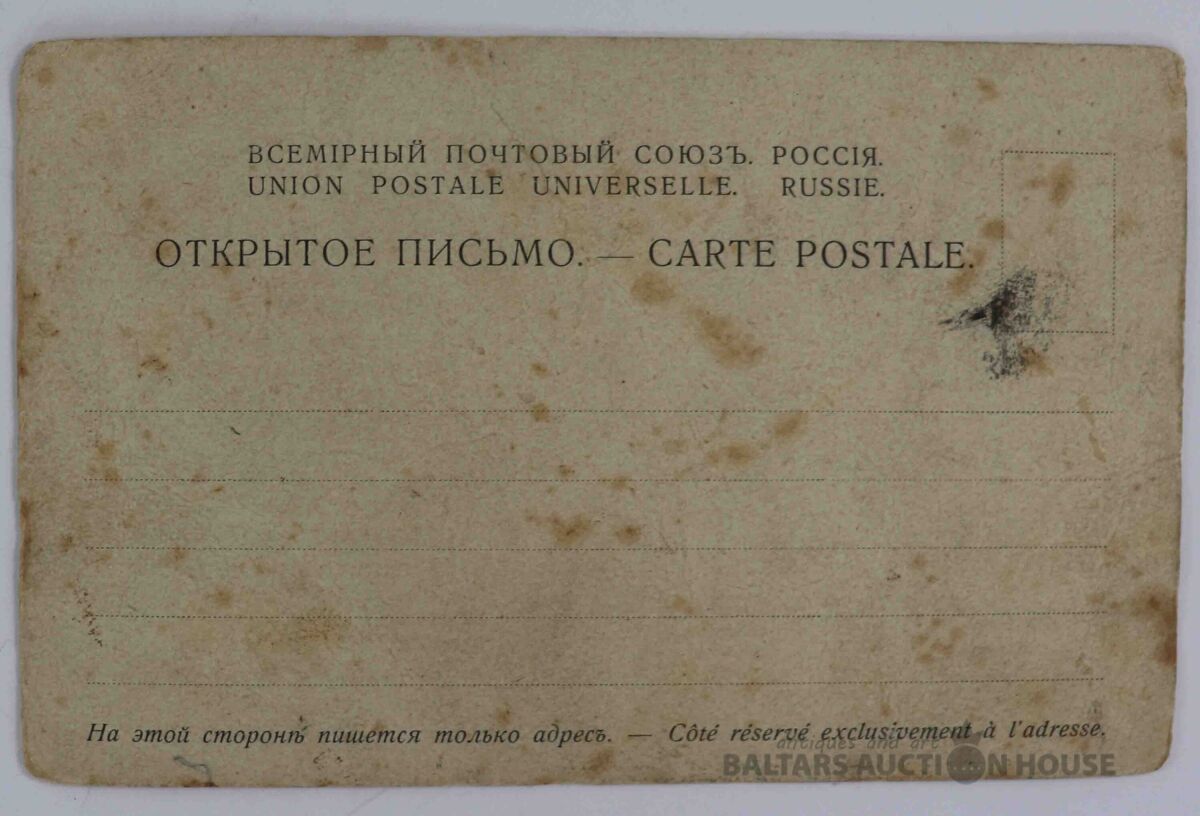 ВСЕМІРНЫЙ ПОЧТОВЫЙ СОЮЗЪ. РОССІЯ.
UNION POSTALE UNIVERSELLE. RUSSIE.
ОТКРЫТОЕ ПИСЬМО. — CARTE POSTALE.
На этой сторонѣ пишется только адресъ. — Côté réservé exclusivement à l'adresse.
antiques and art
BALTARS AUCTION HOUSE